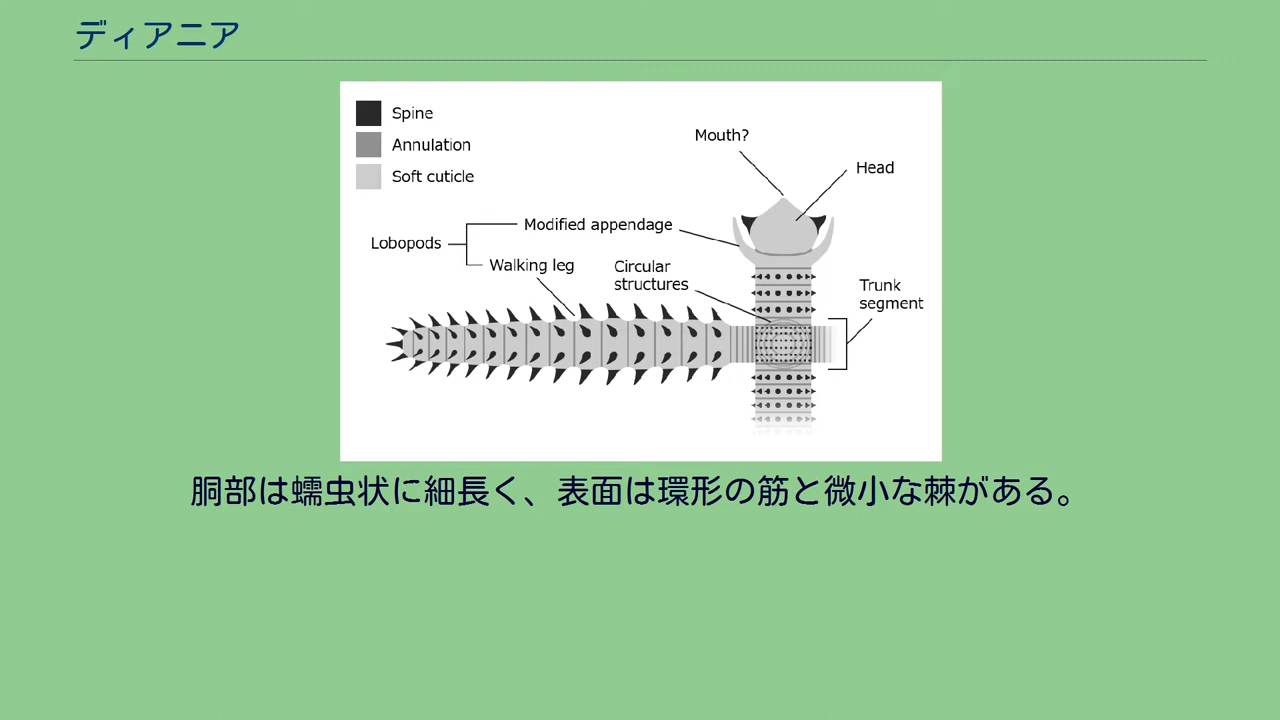 ディアニア
Spine
Annulation
Soft cuticle
Mouth?
Head
Modified appendage
Lobopods
Walking leg
Circular
structures
Trunk
segment
胴部は蠕虫状に細長く、表面は環形の筋と微小な棘がある。